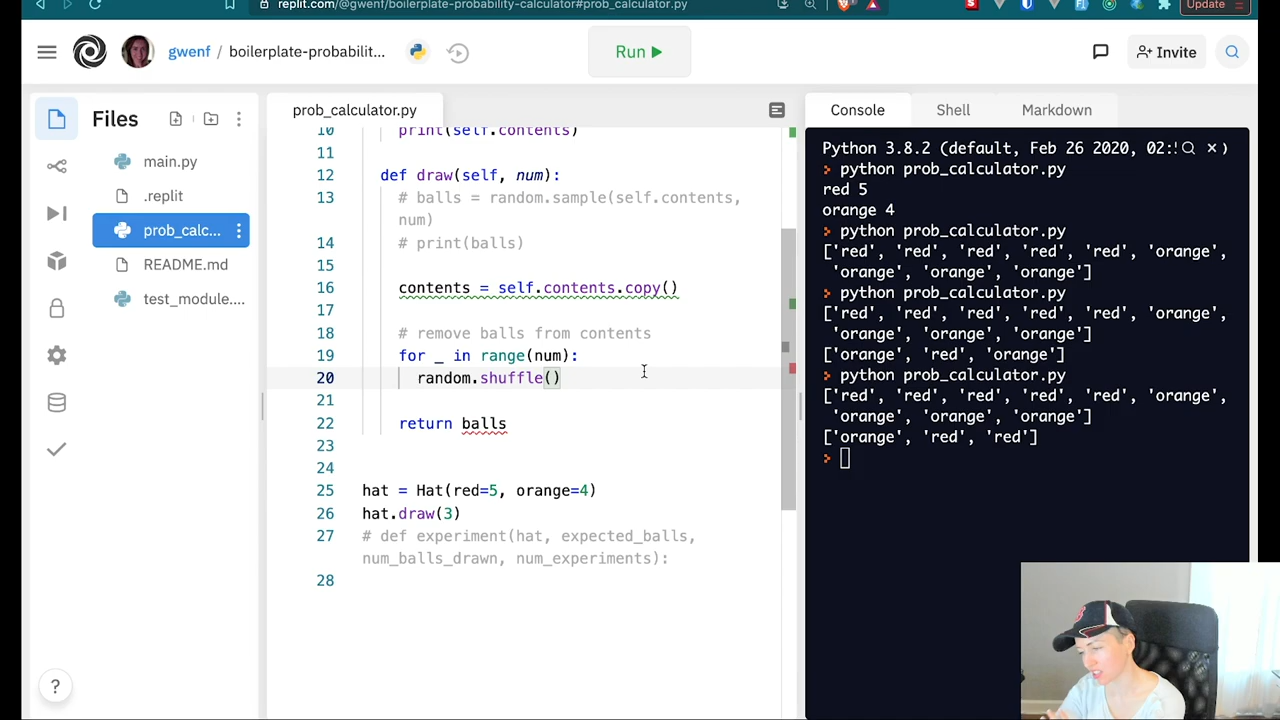 replit.com/@gwenf/boilerplate-probability-calculator#prob_calculator.py
Update
gwenf / boilerplate-probabilit...
Run
Invite
Files
main.py
.replit
prob_calc...
README.md
test_module....
prob_calculator.py
10 print(self.contents)
11
12 def draw(self, num):
13 # balls = random.sample(self.contents,
num)
14 # print(balls)
15
16 contents = self.contents.copy()
17
18 # remove balls from contents
19 for _ in range(num):
20 random.shuffle()
21
22 return balls
23
24
25 hat = Hat(red=5, orange=4)
26 hat.draw(3)
27 # def experiment(hat, expected_balls,
num_balls_drawn, num_experiments):
28
?
Console Shell Markdown
Python 3.8.2 (default, Feb 26 2020, 02:
python prob_calculator.py
red 5
orange 4
python prob_calculator.py
['red', 'red', 'red', 'red', 'red', 'orange',
'orange', 'orange', 'orange']
python prob_calculator.py
['red', 'red', 'red', 'red', 'red', 'orange',
'orange', 'orange', 'orange']
['orange', 'red', 'orange']
python prob_calculator.py
['red', 'red', 'red', 'red', 'red', 'orange',
'orange', 'orange', 'orange']
['orange', 'red', 'red']